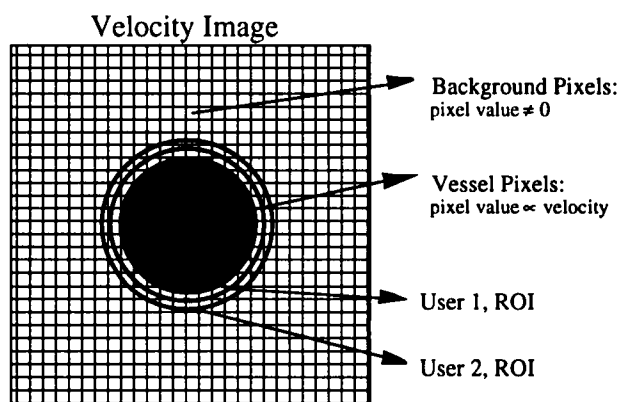 Velocity Image
Background Pixels:
pixel value ≠ 0
Vessel Pixels:
pixel value ∝ velocity
User 1, ROI
User 2, ROI